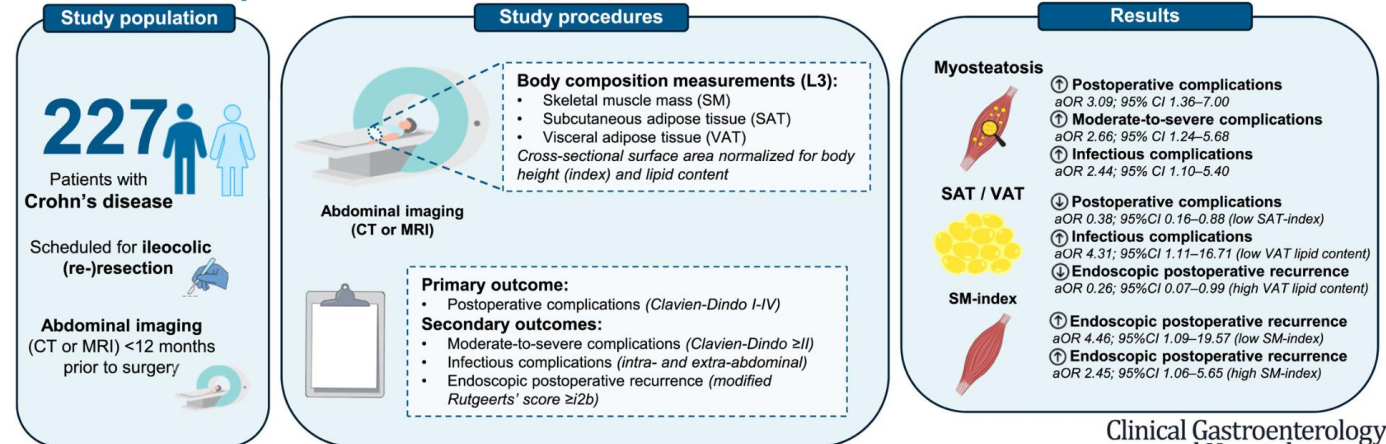 Study population
227
Patients with
Crohn's disease
Scheduled for ileocolic
(re-)resection
Abdominal imaging
(CT or MRI) <12 months
prior to surgery
Study procedures
Body composition measurements (L3):
• Skeletal muscle mass (SM)
• Subcutaneous adipose tissue (SAT)
• Visceral adipose tissue (VAT)
Cross-sectional surface area normalized for body
height (index) and lipid content
Abdominal imaging
(CT or MRI)
Primary outcome:
• Postoperative complications (Clavien-Dindo I-IV)
Secondary outcomes:
• Moderate-to-severe complications (Clavien-Dindo ≥II)
• Infectious complications (intra- and extra-abdominal)
• Endoscopic postoperative recurrence (modified
Rutgeerts' score ≥i2b)
Results
Myosteatosis
↑ Postoperative complications
aOR 3.09; 95% CI 1.36–7.00
↑ Moderate-to-severe complications
aOR 2.66; 95% CI 1.24–5.68
↑ Infectious complications
aOR 2.44; 95% CI 1.10–5.40
SAT / VAT
↓ Postoperative complications
aOR 0.38; 95%CI 0.16–0.88 (low SAT-index)
↑ Infectious complications
aOR 4.31; 95%CI 1.11–16.71 (low VAT lipid content)
↓ Endoscopic postoperative recurrence
aOR 0.26; 95%CI 0.07–0.99 (high VAT lipid content)
SM-index
↑ Endoscopic postoperative recurrence
aOR 4.46; 95%CI 1.09–19.57 (low SM-index)
↑ Endoscopic postoperative recurrence
aOR 2.45; 95%CI 1.06–5.65 (high SM-index)
Clinical Gastroenterology